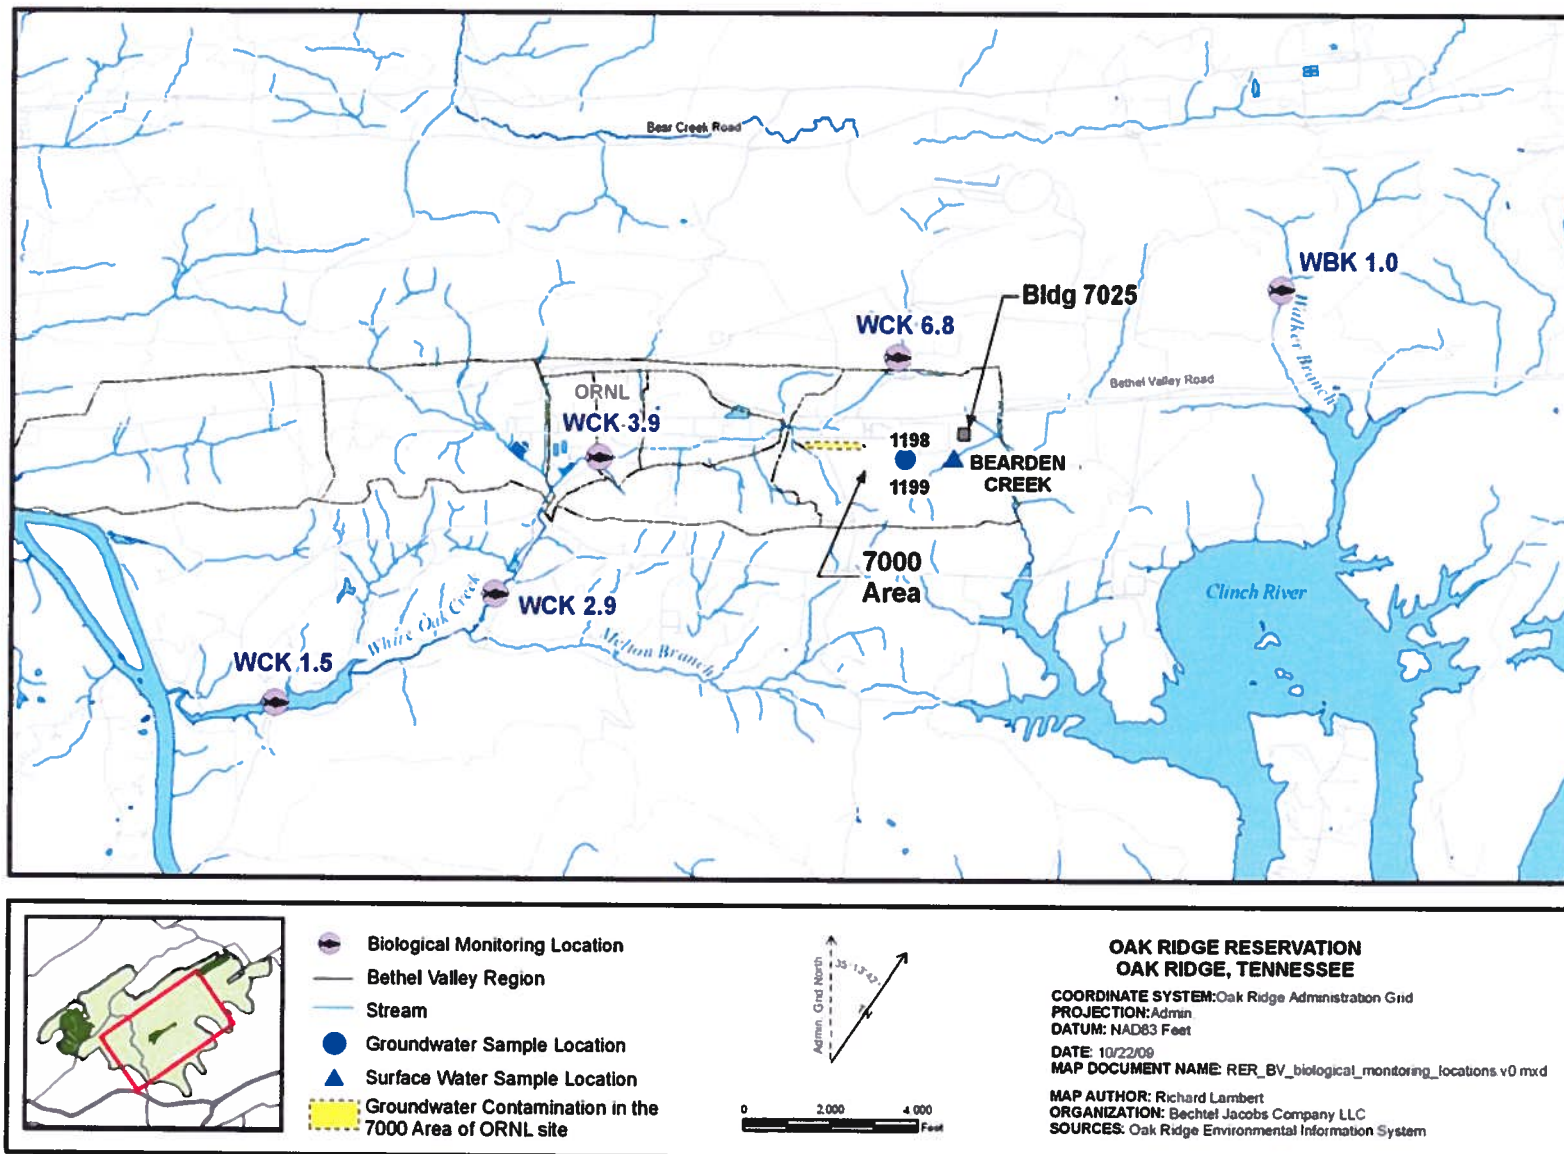 Bear Creek Road
WBK 1.0
Bldg 7025
WCK 6.8
Walker Branch
Bethel Valley Road
ORNL
WCK 3.9
1198
1199
BEARDEN
CREEK
7000
Area
Clinch River
WCK 2.9
White Oak Creek
Melton Branch
WCK 1.5
Biological Monitoring Location
Bethel Valley Region
Stream
Groundwater Sample Location
Surface Water Sample Location
Groundwater Contamination in the
7000 Area of ORNL site
Admin. Grid North
35° 13' 42"
N
0 2,000 4,000
Feet
OAK RIDGE RESERVATION
OAK RIDGE, TENNESSEE
COORDINATE SYSTEM: Oak Ridge Administration Grid
PROJECTION: Admin
DATUM: NAD83 Feet
DATE: 10/22/09
MAP DOCUMENT NAME: RER_BV_biological_monitoring_locations.v0 mxd
MAP AUTHOR: Richard Lambert
ORGANIZATION: Bechtel Jacobs Company LLC
SOURCES: Oak Ridge Environmental Information System